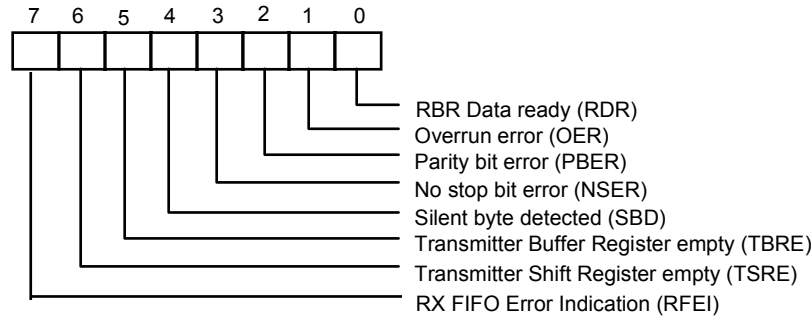 7 6 5 4 3 2 1 0
RBR Data ready (RDR)
Overrun error (OER)
Parity bit error (PBER)
No stop bit error (NSER)
Silent byte detected (SBD)
Transmitter Buffer Register empty (TBRE)
Transmitter Shift Register empty (TSRE)
RX FIFO Error Indication (RFEI)